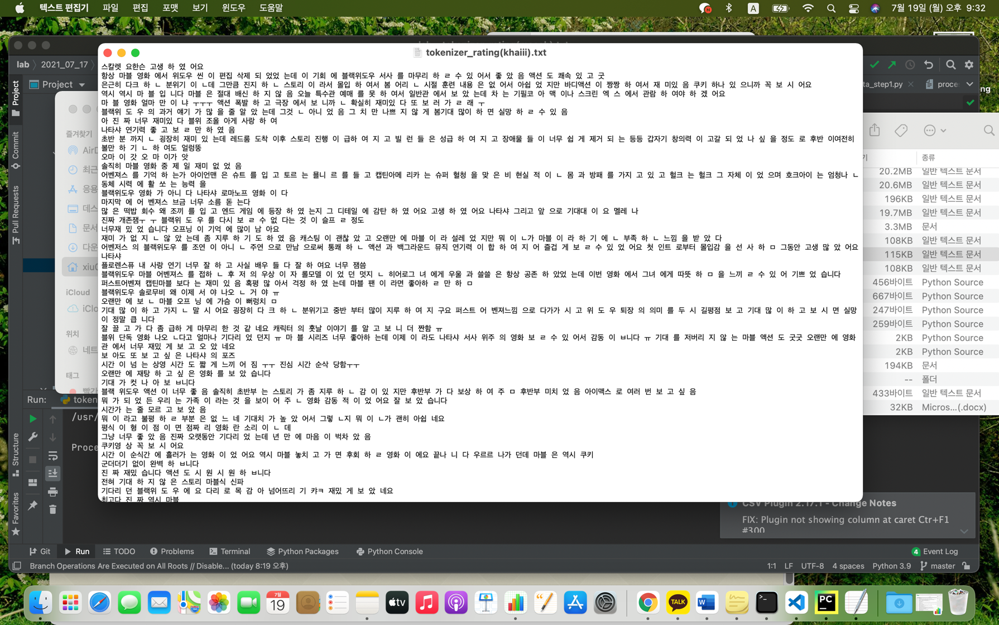 텍스트 편집기 파일 편집 포맷 보기 윈도우 도움말
A
7월 19일 (월) 오후 9:32
tokenizer_rating(khaiii).txt
스칼렛 요한슨 고생 하 였 어요
항상 마블 영화 에서 위도우 씬 이 편집 삭제 되 었었 는데 이 기회 에 블랙위도우 서사 를 마무리 하 ㄹ 수 있 어서 좋 았 음 액션 도 쾌속 있 고 굿
은근히 다크 하 ㄴ 분위기 이 ㄴ데 그만큼 진지 하 ㄴ 스토리 이 라서 몰입 하 여서 봄 어리 ㄴ 시절 훈련 내용 은 없 어서 아쉽 었 지만 바디액션 이 짱짱 하 여서 재 미있 음 쿠키 하나 있 으니까 꼭 보 시 어요
역시 역시 마 블 입 니다 마블 은 절대 배신 하 지 않 음 오늘 특수관 예매 를 못 하 여서 일반관 에서 보 았 는데 차 는 기필코 아 맥 이나 스크린 엑 스 에서 관람 하 여야 하 겠 어요
마 블 영화 얼마 만 이 냐 ㅜㅜㅜ 액션 폭발 하 고 극장 에서 보 니까 ㄴ 확실히 재미있 다 또 보 러 가 ㄹ 래 ㅜ
블랙위 도 우 의 과거 얘기 가 많 을 줄 알 았 는데 그것 ㄴ 아니 었 음 그 치 만 나쁘 지 않 게 봄기대 많이 하 면 실망 하 ㄹ 수 있 음
아 진 짜 너무 재미있 다 블위 조올 아게 사랑 하 여
나타샤 연기력 좋 고 보 ㄹ 만 하 였 음
초반 분 까지 ㄴ 굉장히 재미 있 는데 레드룸 도착 이후 스토리 진행 이 급하 여 지 고 빌 런 들 은 성급 하 여 지 고 장애물 들 이 너무 쉽 게 제거 되 는 등등 갑자기 창의력 이 고갈 되 었 나 싶 을 정도 로 후반 이여전히
볼만 하 기 ㄴ 하 여도 얼렁뚱
오마 이 갓 오 마 이가 앗
솔직히 마블 영화 중 제 일 재미 없 었 음
어벤져스 를 기억 하 는가 아이언맨 은 슈트 를 입 고 토르 는 묠니 르 를 들 고 캡틴아메 리카 는 슈퍼 혈청 을 맞 은 비 현실 적 이 ㄴ 몸 과 방패 를 가지 고 있 고 헐크 는 헐크 그 자체 이 었 으며 호크아이 는 엄청나 ㄴ
동체 시력 에 활 쏘 는 능력 을
블랙위도우 영화 가 아니 다 나타샤 로마노프 영화 이 다
마지막 에 어 벤져스 브금 너무 소름 돋 는다
많 은 떡밥 회수 왜 조끼 를 입 고 엔드 게임 에 등장 하 였 는지 그 디테일 에 감탄 하 였 어요 고생 하 였 어요 나타샤 그리고 앞 으로 기대대 이 요 멜레 나
진짜 개존잼ㅜ ㅜ 블랙위 도 우 를 다시 보 ㄹ 수 없 다는 것 이 슬프 ㄹ 정도
너무재 밌 었 습니다 오프닝 이 기억 에 많이 남 아요
재미 가 없 지 ㄴ 않 았 는데 좀 지루 하 기 도 하 였 음 캐스팅 이 괜찮 았 고 오랜만 에 마블 이 라 설레 었 지만 뭐 이 ㄴ가 마블 이 라 하 기 에 ㄴ 부족 하 ㄴ 느낌 을 받 았 다
어벤저스 의 블랙위도우 를 조연 이 아니 ㄴ 주연 으로 만남 으로써 통쾌 하 ㄴ 액션 과 백그라운드 뮤직 연기력 이 합 하 여 지 어 즐겁 게 보 ㄹ 수 있 었 어요 첫 인트 로부터 몰입감 을 선 사 하 ㅁ 그동안 고생 많 았 어요
나타샤
플로렌스퓨 내 사랑 연기 너무 잘 하 고 사실 배우 들 다 잘 하 여요 너무 잼씀
블랙위도우 마블 어벤져스 를 접하 ㄴ 후 저 의 우상 이 자 롤모델 이 었 던 멋지 ㄴ 히어로그 녀 에게 우울 과 쓸쓸 은 항상 공존 하 았었 는데 이번 영화 에서 그녀 에게 따뜻 하 ㅁ 을 느끼 ㄹ 수 있 어 기쁘 었 습니다
퍼스트어벤져 캡틴마블 보다 는 재미 있 음 혹평 많 아서 걱정 하 였 는데 마블 팬 이 라면 좋아하 ㄹ 만 하 ㅁ
블랙위도우 솔로무비 왜 이제 서 야 나오 ㄴ 거 야 ㅠ
오랜만 에 보 ㄴ 마블 오프 닝 에 가슴 이 뻐렁치 ㅁ
기대 많 이 하 고 가지 ㄴ 말 시 어요 굉장히 다 크 하 ㄴ 분위기고 중반 부터 많이 지루 하 여 지 구요 퍼스트 어 벤져느낌 으로 다가가 시 고 위 도 우 퇴장 의 의미 를 두 시 길평점 보 고 기대 많 이 하 고 보 시 면 실망
이 정말 큽 니다
잘 끌 고 가 다 좀 급하 게 마무리 한 것 같 네요 캐릭터 의 훗날 이야기 를 알 고 보 니 더 짠함 ㅠ
블위 단독 영화 나오 ㄴ다고 얼마나 기다리 었 던지 ㅠ 마 블 시리즈 너무 좋아하 는데 이제 이 라도 나타샤 서사 위주 의 영화 보 ㄹ 수 있 어서 감동 이 ㅂ니다 ㅠ 기대 를 저버리 지 않 는 마블 액션 도 굿굿 오랜만 에 영화
관 에서 너무 재밌 게 보 고 오 았 네요
보 아도 또 보 고 싶 은 나타샤 의 포즈
시간 이 넘 는 상영 시간 도 짧 게 느끼 어 짐 ㅜㅜ 진심 시간 순삭 당함ㅜㅜ
오랜만 에 재탕 하 고 싶 은 영화 를 보 았 습니다
기대 가 컷 나 아 보 ㅂ니다
블랙 위도우 액션 이 너무 좋 음 솔직히 초반부 는 스토리 가 좀 지루 하 ㄴ 감 이 있 지만 후반부 가 다 보상 하 여 주 ㅁ 후반부 미치 었 음 아이맥스 로 여러 번 보 고 싶 음
뭐 가 되 었 든 우리 는 가족 이 라는 것 을 보이 어 주 ㄴ 영화 감동 적 이 었 어요 잘 보 았 습니다
시간가 는 줄 모르 고 보 았 음
뭐 이 라고 불평 하 ㄹ 부분 은 없 느 네 기대치 가 높 았 어서 그렇 ㄴ지 뭐 이 ㄴ가 괜히 아쉽 네요
평식 이 형 이 점 이 면 점짜 리 영화 란 소리 이 ㄴ 데
그냥 너무 좋 았 음 진짜 오랫동안 기다리 었 는데 년 만 에 마음 이 벅차 았 음
쿠키영 상 꼭 보 시 어요
시간 이 순식간 에 흘러가 는 영화 이 었 어요 역시 마블 놓치 고 가 면 후회 하 ㄹ 영화 이 에요 끝나 니 다 우르르 나가 던데 마블 은 역시 쿠키
군더더기 없이 완벽 하 ㅂ니다
진 짜 재밌 습니다 액션 도 시 원 시 원 하 ㅂ니다
전혀 기대 하 지 않 은 스토리 마블식 신파
기다리 던 블랙위 도 우 에 요 다리 로 목 감 아 넘어뜨리 기 캬ㅋ 재밌 게 보 았 네요
최고다 진 짜 역시 마블
lab 2021_07_17
Project
Project
Commit
Pull Requests
Structure
Favorites
즐겨찾기
AirD
최근
응용
데스
문서
다운
xiu
iCloud
iClo
위치
네트
태그
빨간
ta_step1.py
proce
ng
종류
20.2MB 일반 텍스트 문서
20.6MB 일반 텍스트 문서
196KB 일반 텍스트 문서
19.7MB 일반 텍스트 문서
3.3MB 문서
108KB 일반 텍스트 문서
115KB 일반 텍스트 문서
108KB 일반 텍스트 문서
456바이트 Python Source
667바이트 Python Source
247바이트 Python Source
259바이트 Python Source
2KB Python Source
2KB Python Source
194KB 문서
-- 폴더
433바이트 일반 텍스트 문서
32KB Micros...(.docx)
Run: token
/usr/
Proce
CSV Plugin 2.17.1 - Change Notes
FIX: Plugin not showing column at caret Ctr+F1
#300
Git Run TODO Problems Terminal Python Packages Python Console 4 Event Log
Branch Operations Are Executed on All Roots // Disable... (today 8:19 오후)
1:1 LF UTF-8 4 spaces Python 3.9 master
7월
19
tv
TALK
W
PC